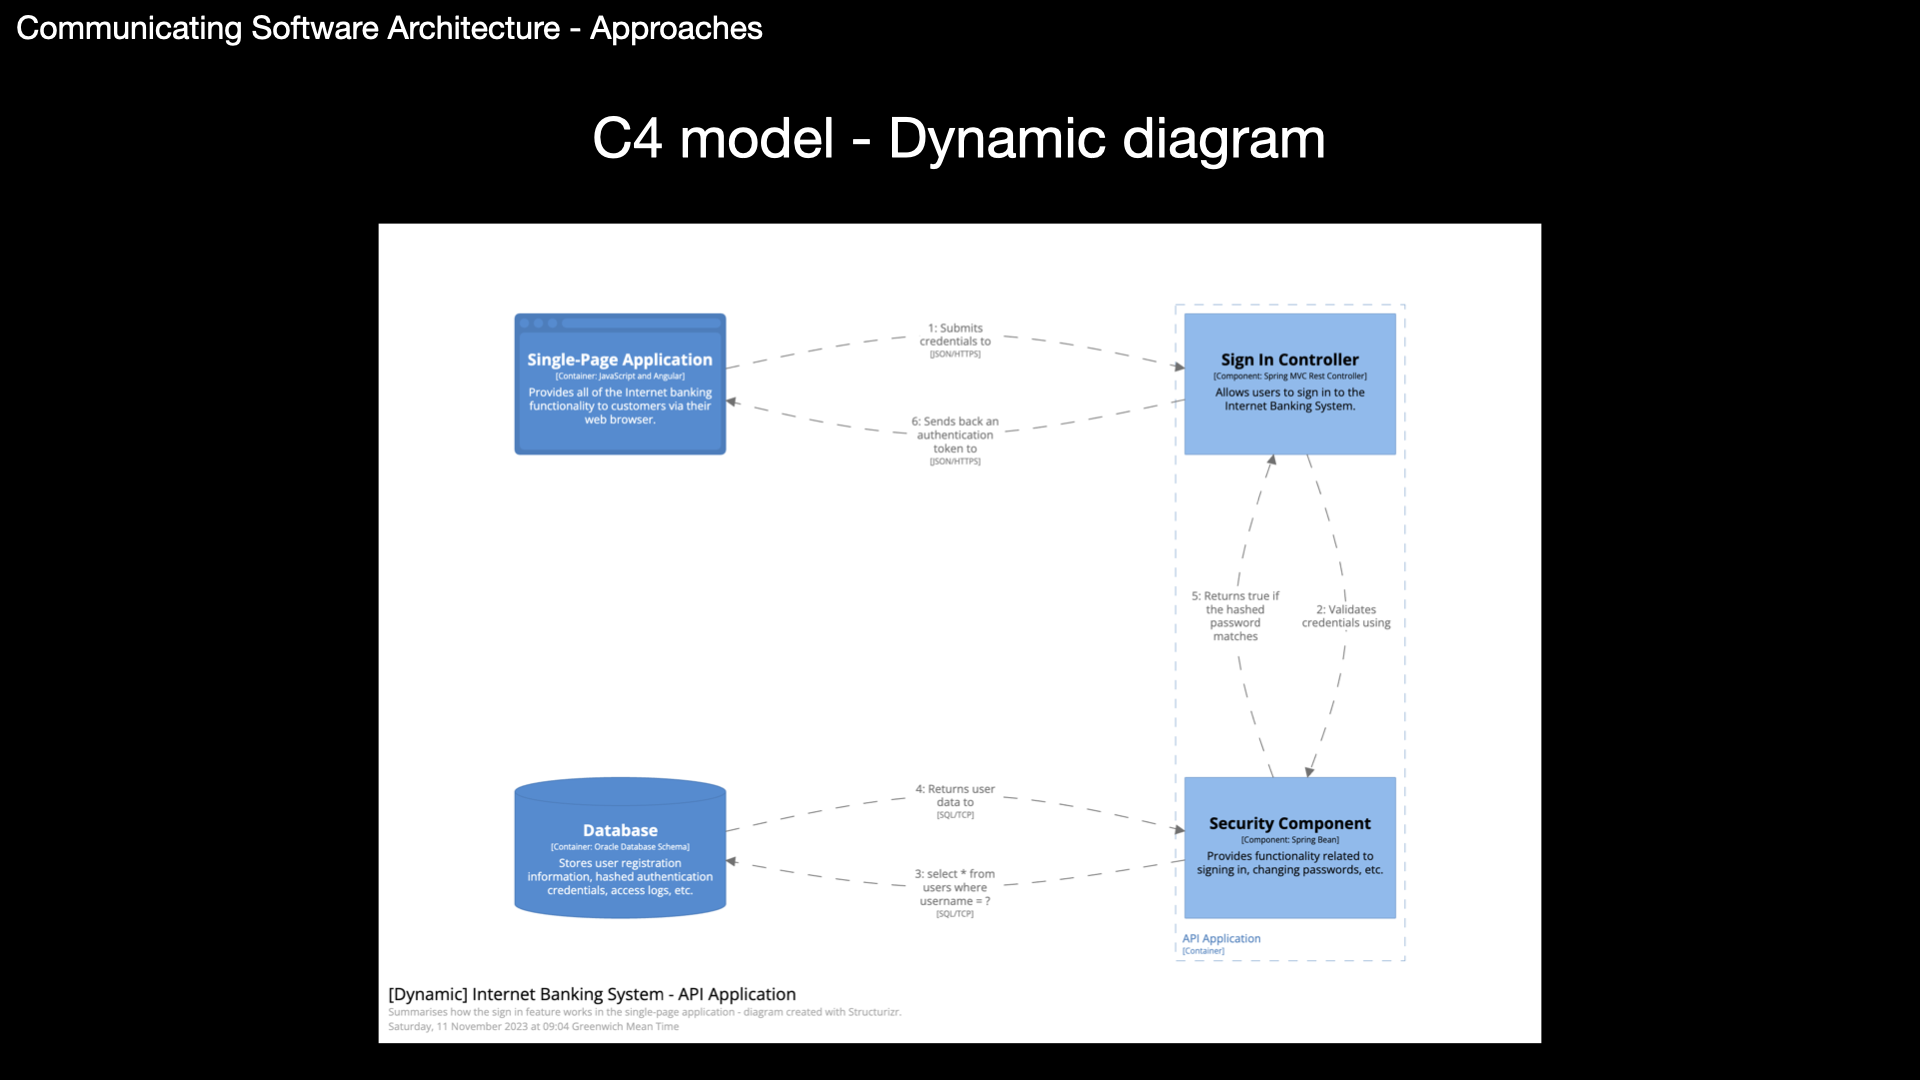 Communicating Software Architecture - Approaches
C4 model - Dynamic diagram
Single-Page Application
[Container: JavaScript and Angular]
Provides all of the Internet banking
functionality to customers via their
web browser.
1: Submits
credentials to
[JSON/HTTPS]
6: Sends back an
authentication
token to
[JSON/HTTPS]
Sign In Controller
[Component: Spring MVC Rest Controller]
Allows users to sign in to the
Internet Banking System.
5: Returns true if
the hashed
password
matches
2: Validates
credentials using
Database
[Container: Oracle Database Schema]
Stores user registration
information, hashed authentication
credentials, access logs, etc.
4: Returns user
data to
[SQL/TCP]
3: select * from
users where
username = ?
[SQL/TCP]
Security Component
[Component: Spring Bean]
Provides functionality related to
signing in, changing passwords, etc.
API Application
[Container]
[Dynamic] Internet Banking System - API Application
Summarises how the sign in feature works in the single-page application - diagram created with Structurizr.
Saturday, 11 November 2023 at 09:04 Greenwich Mean Time